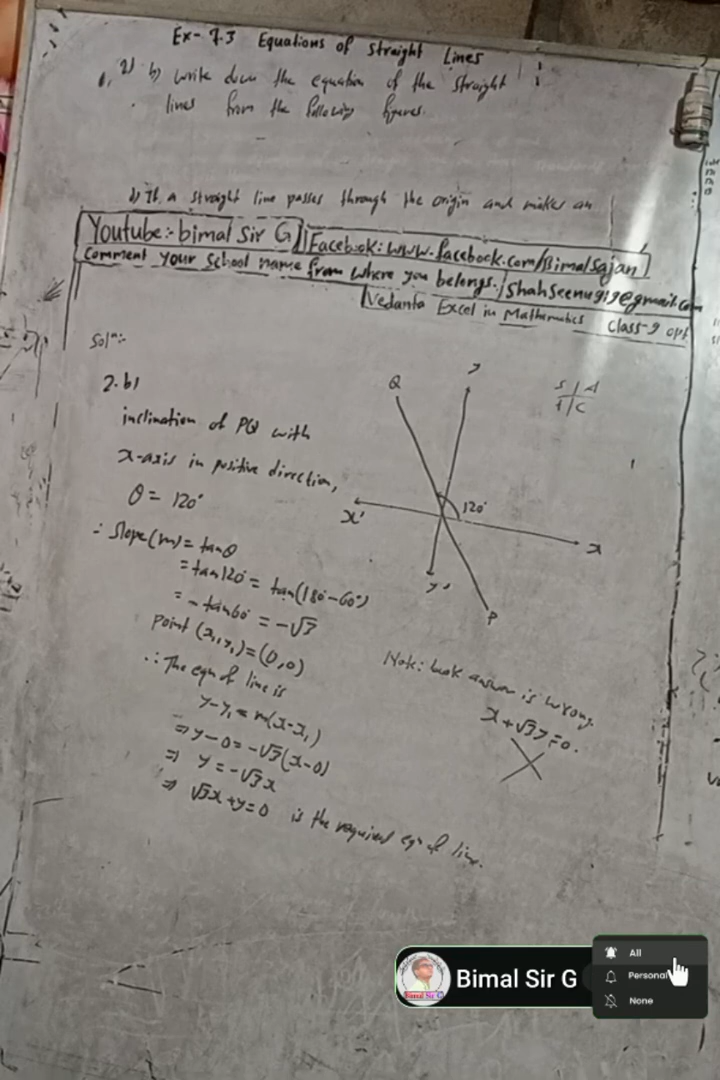 Ex- 7.3 Equations of Straight Lines
2) b) Write down the equation of the straight
lines from the following figures.
d) If a straight line passes through the origin and makes an
Youtube:- bimal Sir G
Facebook: www.facebook.com/Bimalsajan
Comment your School name from where you belongs.
Shahseenu919@gmail.com
Vedanta Excel in Mathematics Class-9 opt
Solⁿ:-
2. b)
inclination of PQ with
x-axis in positive direction,
θ = 120°
∴ Slope(m) = tanθ
= tan120° = tan(180°-60°)
= -tan60° = -√3
Point (x₁,y₁) = (0,0)
∴ The eqn of line is
y-y₁ = m(x-x₁)
⇒ y-0 = -√3(x-0)
⇒ y = -√3x
⇒ √3x+y=0 is the required eqn of line.
Q
y
S A
T C
120°
x'
x
y'
P
Note: book answer is wrong.
x+√3y=0.
Bimal Sir G
Bimal Sir G
All
Personal
None